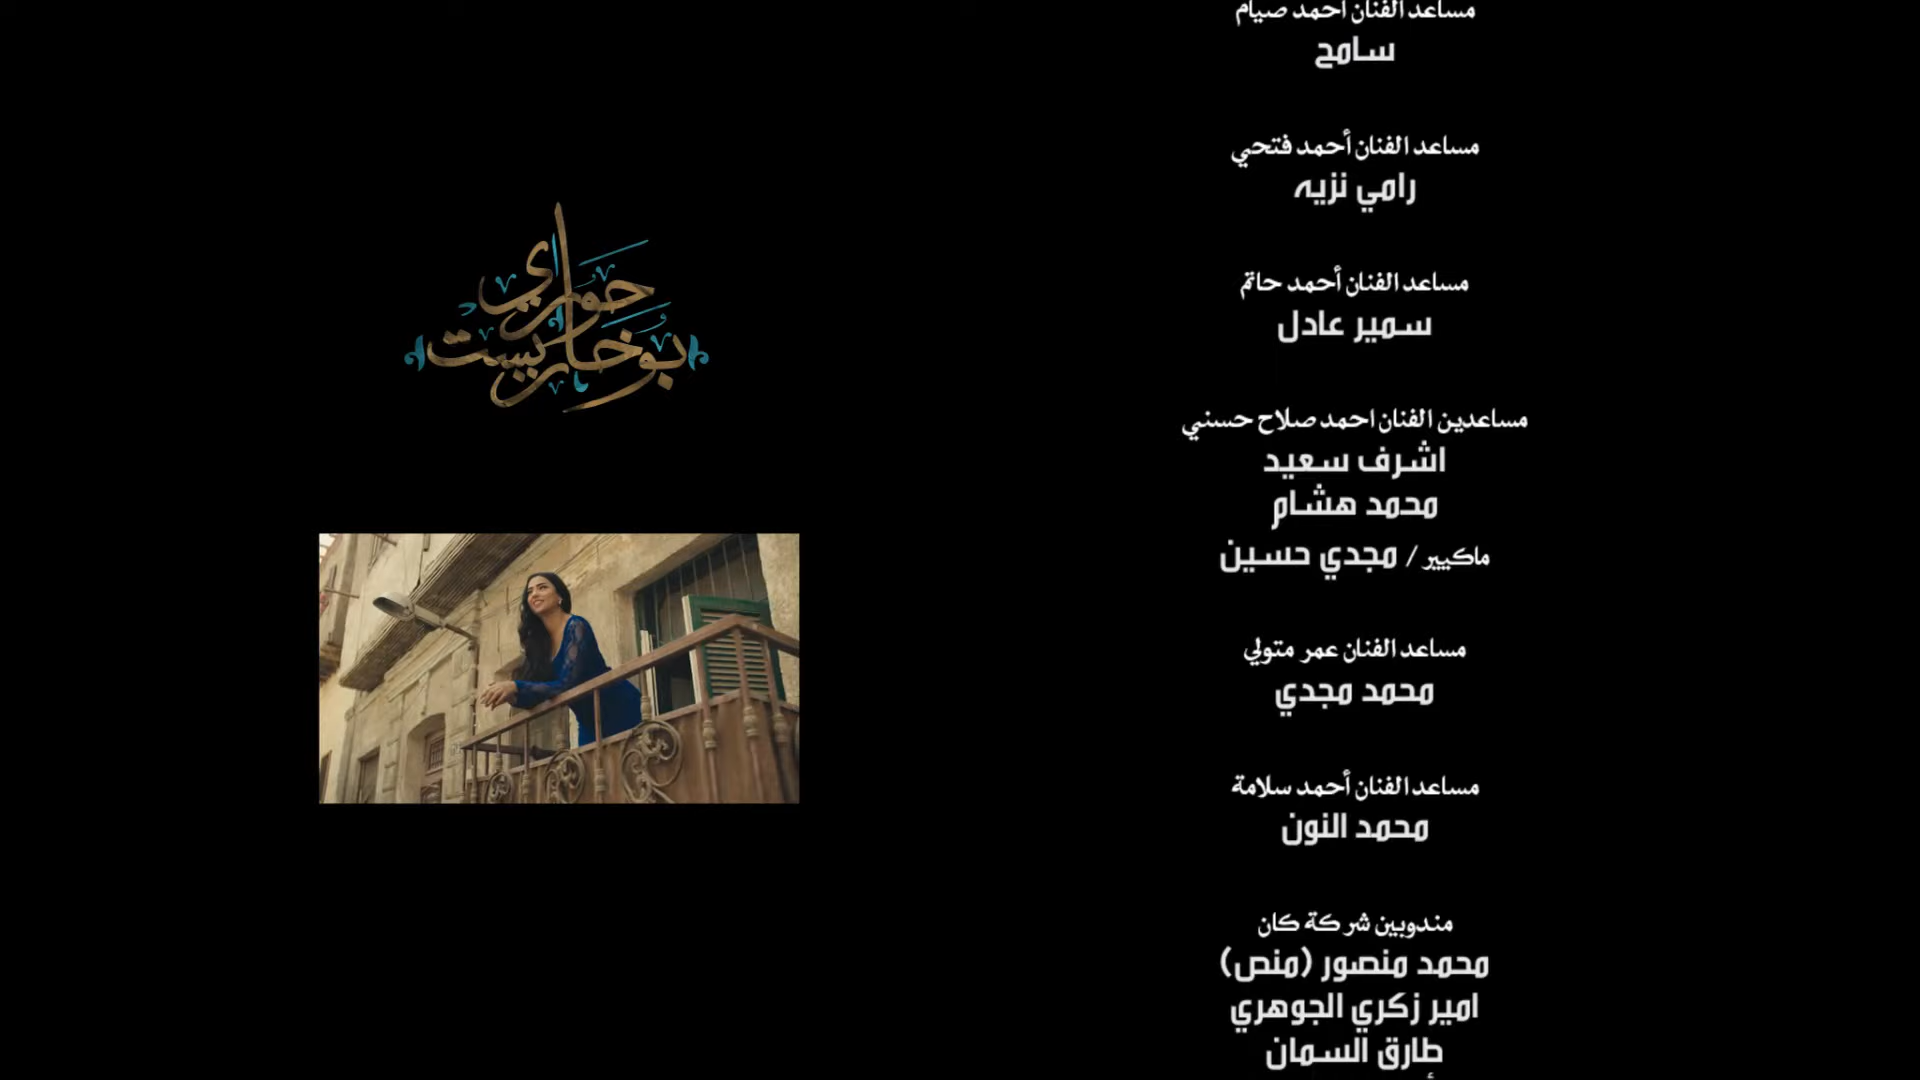 حواري
بوخارست
مساعد الفنان أحمد صيام
سامح
مساعد الفنان أحمد فتحي
رامي نزيه
مساعد الفنان أحمد حاتم
سمير عادل
مساعدين الفنان احمد صلاح حسني
اشرف سعيد
محمد هشام
ماكيير / مجدي حسين
مساعد الفنان عمر متولي
محمد مجدي
مساعد الفنان أحمد سلامة
محمد النون
مندوبين شركة كان
محمد منصور (منص)
امير زكري الجوهري
طارق السمان